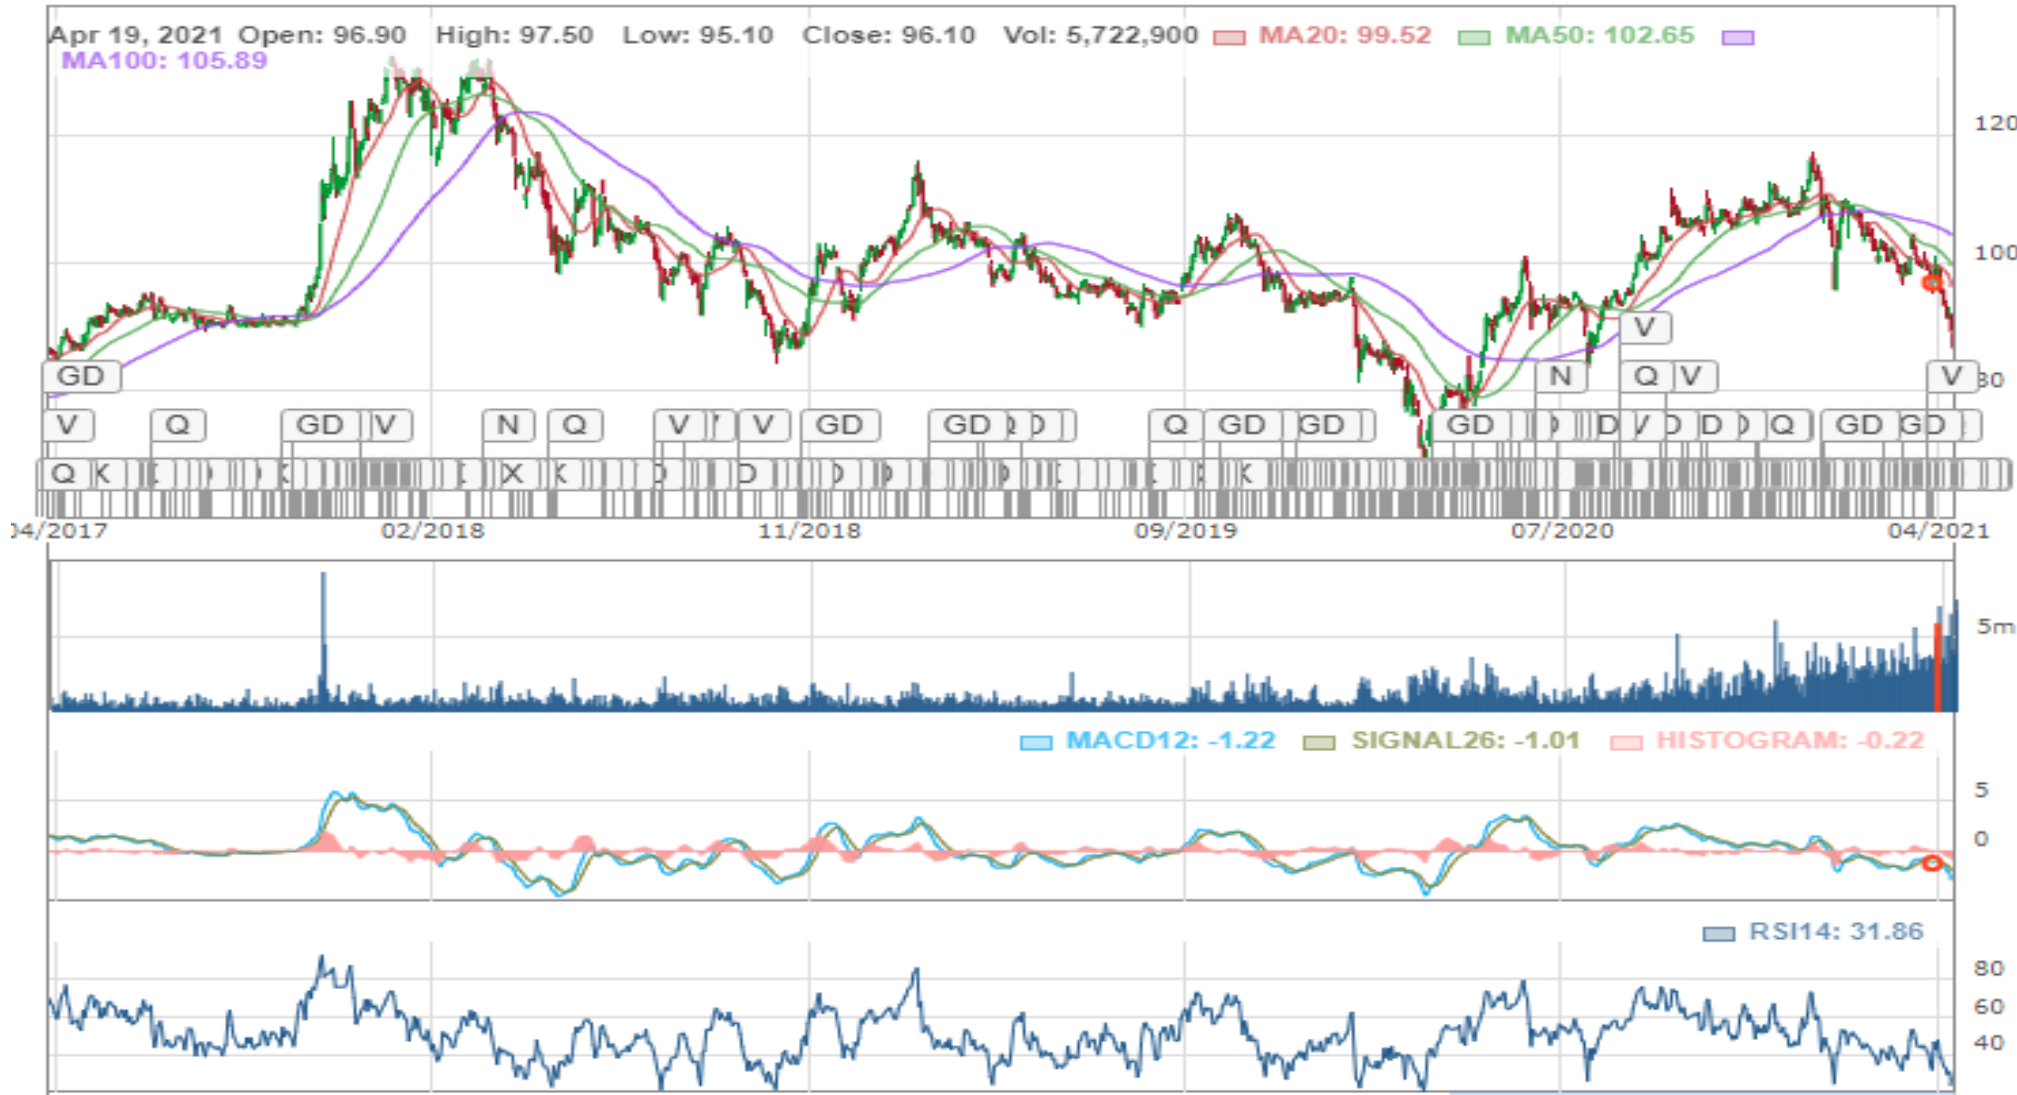 Apr 19, 2021 Open: 96.90 High: 97.50 Low: 95.10 Close: 96.10 Vol: 5,722,900 MA20: 99.52 MA50: 102.65
MA100: 105.89
120
100
V
GD N Q V V 80
V Q GD V N Q V V GD GD Q GD GD GD D V D Q GD GD
Q K X K D K
04/2017 02/2018 11/2018 09/2019 07/2020 04/2021
5m
MACD12: -1.22 SIGNAL26: -1.01 HISTOGRAM: -0.22
5
0
RSI14: 31.86
80
60
40